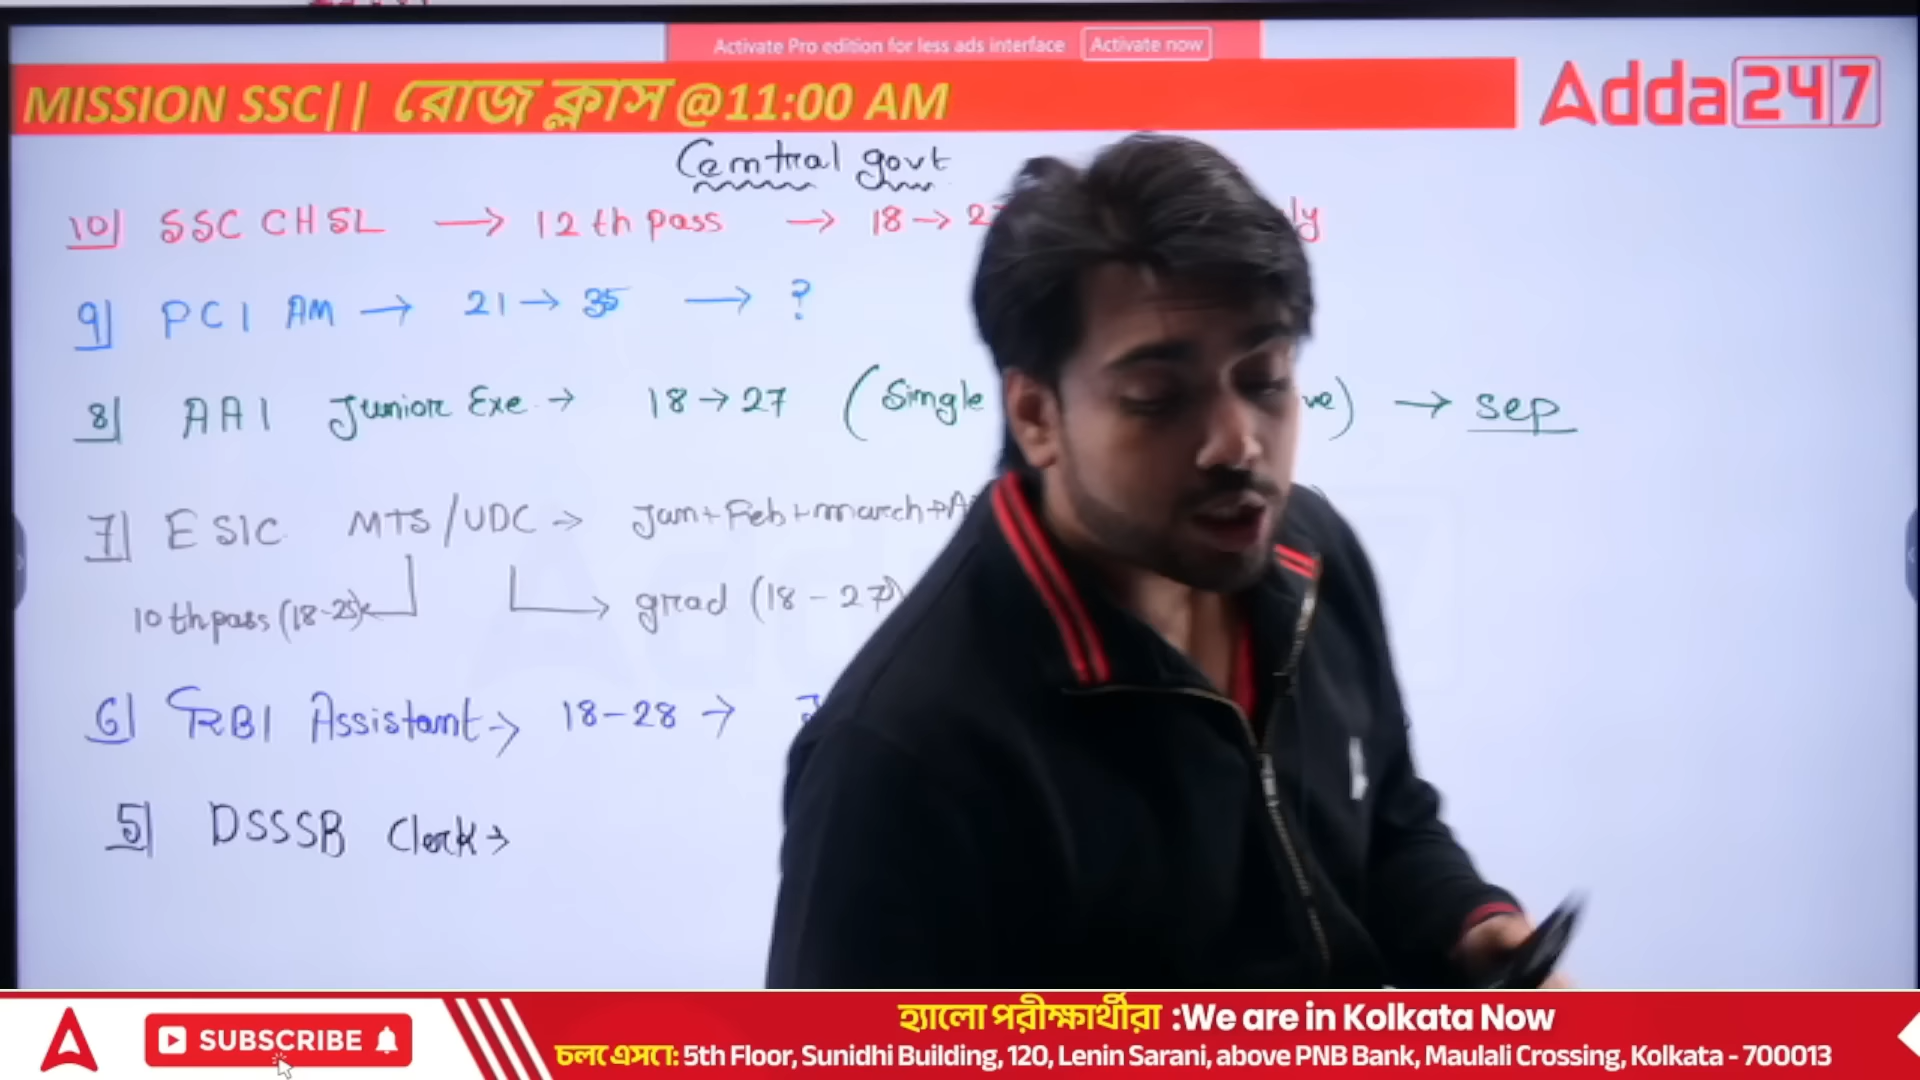 Activate Pro edition for less ads interface Activate now
MISSION SSC|| রোজ ক্লাস @11:00 AM
Adda247
Central govt
10) SSC CHSL → 12th pass → 18 → 2
9) PCI AM → 21 → 35 → ?
8) AAI Junior Exe. → 18 → 27 (Single → sep
7) ESIC MTS/UDC → Jan + Feb + march +
10th pass (18-25) grad (18-27)
6) RBI Assistant → 18-28 →
5) DSSSB Clerk →
SUBSCRIBE
হ্যালো পরীক্ষার্থীরা :We are in Kolkata Now
চলে এসো: 5th Floor, Sunidhi Building, 120, Lenin Sarani, above PNB Bank, Maulali Crossing, Kolkata - 700013